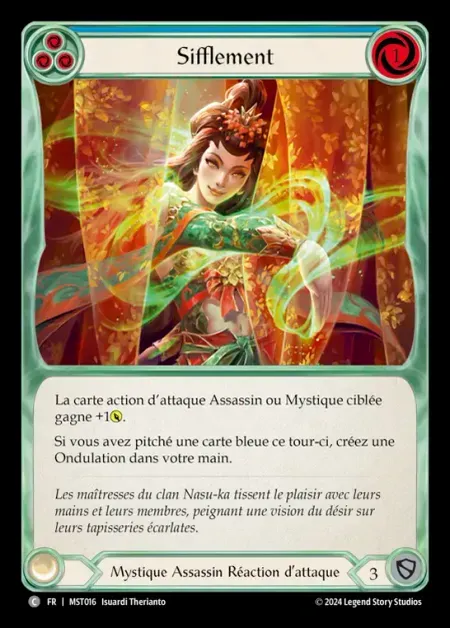 Sifflement
1
La carte action d'attaque Assassin ou Mystique ciblée
gagne +1.
Si vous avez pitché une carte bleue ce tour-ci, créez une
Ondulation dans votre main.
Les maîtresses du clan Nasu-ka tissent le plaisir avec leurs
mains et leurs membres, peignant une vision du désir sur
leurs tapisseries écarlates.
Mystique Assassin Réaction d'attaque
3
C FR | MST016 Isuardi Therianto
© 2024 Legend Story Studios